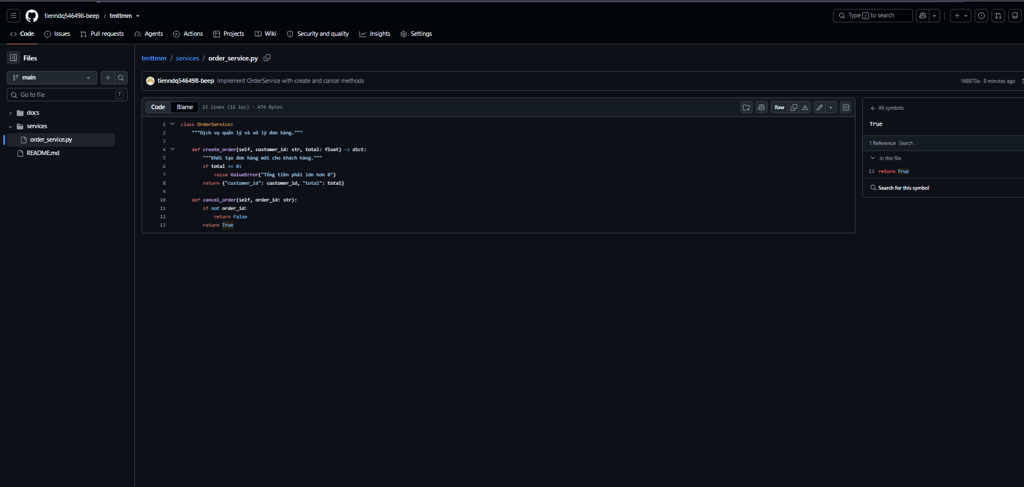 tienndq546498-beep / tmttmm
Type / to search
Code Issues Pull requests Agents Actions Projects Wiki Security and quality Insights Settings
Files
main
Go to file T
docs
services
order_service.py
README.md
tmttmm / services / order_service.py
tienndq546498-beep Implement OrderService with create and cancel methods
168870a · 8 minutes ago
Code Blame 13 lines (11 loc) · 474 Bytes
Raw
1 class OrderService:
2 """Dịch vụ quản lý và xử lý đơn hàng."""
3
4 def create_order(self, customer_id: str, total: float) -> dict:
5 """Khởi tạo đơn hàng mới cho khách hàng."""
6 if total <= 0:
7 raise ValueError("Tổng tiền phải lớn hơn 0")
8 return {"customer_id": customer_id, "total": total}
9
10 def cancel_order(self, order_id: str):
11 if not order_id:
12 return False
13 return True
All symbols
True
1 Reference Search
In this file
13 return True
Search for this symbol